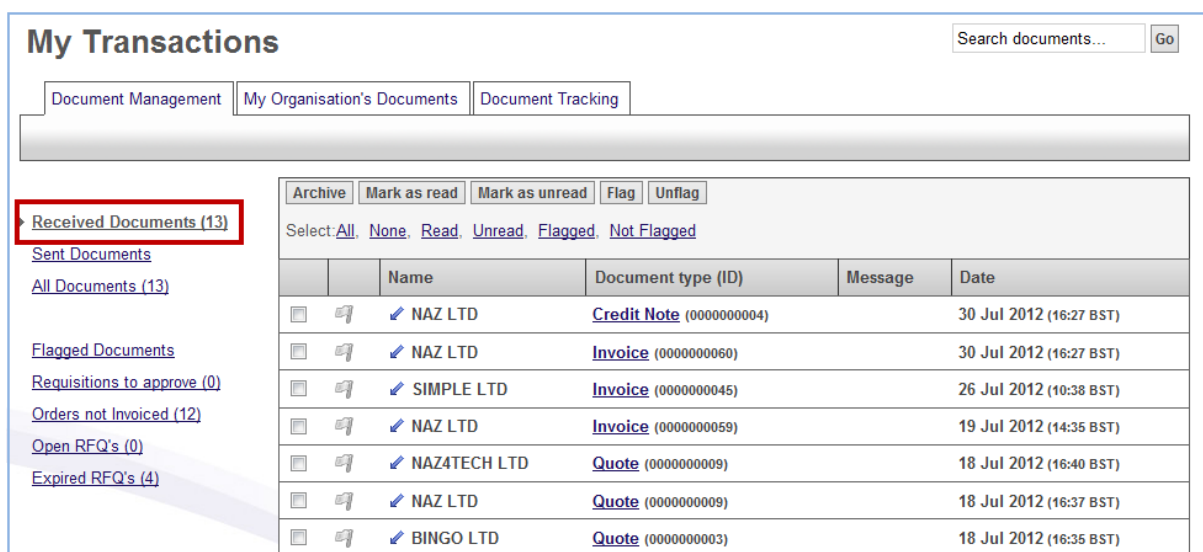 My Transactions
Search documents... Go
Document Management My Organisation's Documents Document Tracking
Archive Mark as read Mark as unread Flag Unflag
Select:All, None, Read, Unread, Flagged, Not Flagged
Received Documents (13)
Sent Documents
All Documents (13)
Flagged Documents
Requisitions to approve (0)
Orders not Invoiced (12)
Open RFQ's (0)
Expired RFQ's (4)
Name Document type (ID) Message Date
NAZ LTD Credit Note (0000000004) 30 Jul 2012 (16:27 BST)
NAZ LTD Invoice (0000000060) 30 Jul 2012 (16:27 BST)
SIMPLE LTD Invoice (0000000045) 26 Jul 2012 (10:38 BST)
NAZ LTD Invoice (0000000059) 19 Jul 2012 (14:35 BST)
NAZ4TECH LTD Quote (0000000009) 18 Jul 2012 (16:40 BST)
NAZ LTD Quote (0000000009) 18 Jul 2012 (16:37 BST)
BINGO LTD Quote (0000000003) 18 Jul 2012 (16:35 BST)